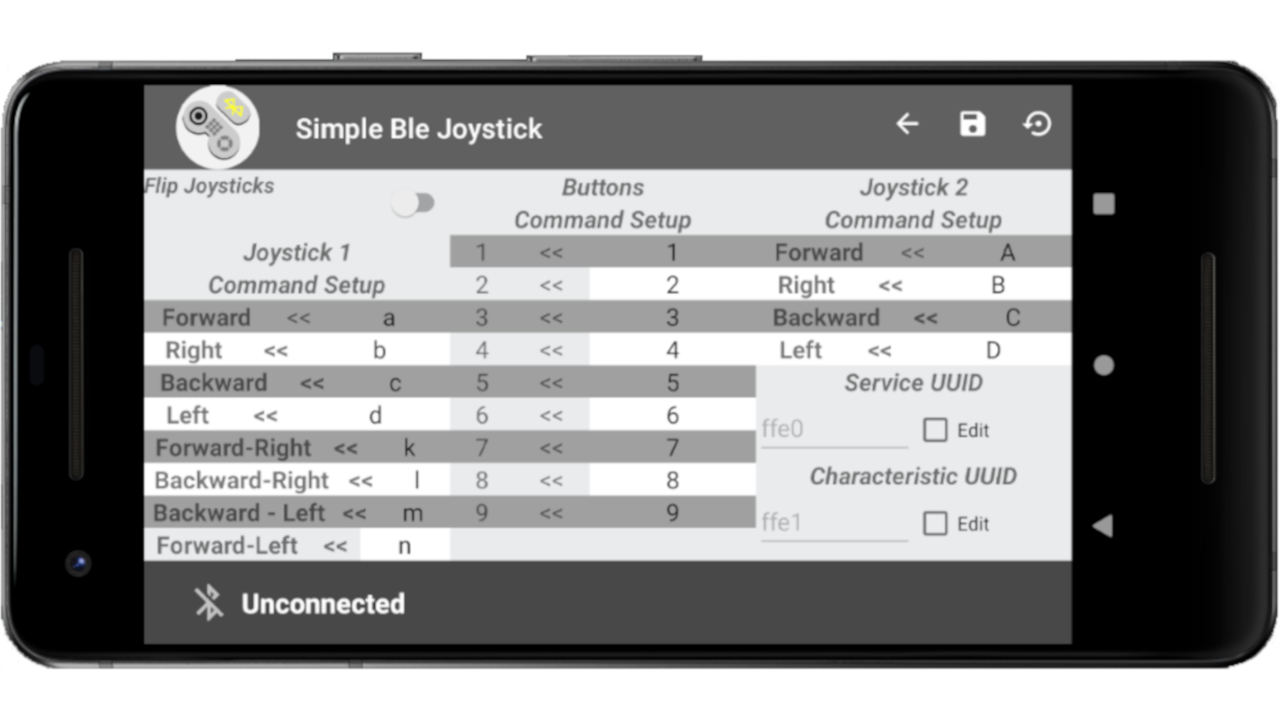 Simple Ble Joystick
Flip Joysticks
Joystick 1
Command Setup
Forward << a
Right << b
Backward << c
Left << d
Forward-Right << k
Backward-Right << l
Backward - Left << m
Forward-Left << n
Buttons
Command Setup
1 << 1
2 << 2
3 << 3
4 << 4
5 << 5
6 << 6
7 << 7
8 << 8
9 << 9
Joystick 2
Command Setup
Forward << A
Right << B
Backward << C
Left << D
Service UUID
ffe0 Edit
Characteristic UUID
ffe1 Edit
Unconnected